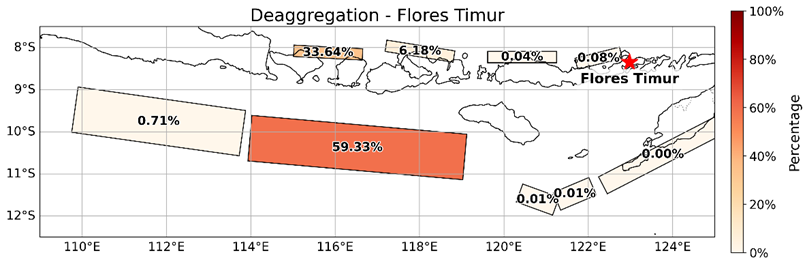 Deaggregation - Flores Timur
100%
8°S
33.64%
6.18%
0.04%
0.08%
Flores Timur
80%
9°S
10°S
0.71%
59.33%
0.00%
60%
Percentage
40%
11°S
0.01%
0.01%
20%
12°S
0%
110°E
112°E
114°E
116°E
118°E
120°E
122°E
124°E